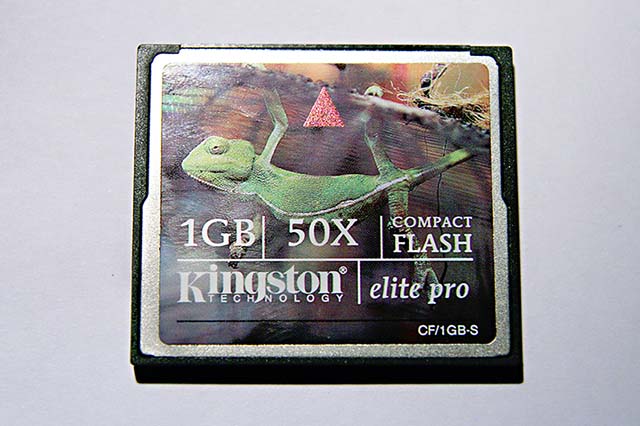 1GB 50X COMPACT FLASH
Kingston® elite pro
TECHNOLOGY
CF/1GB-S